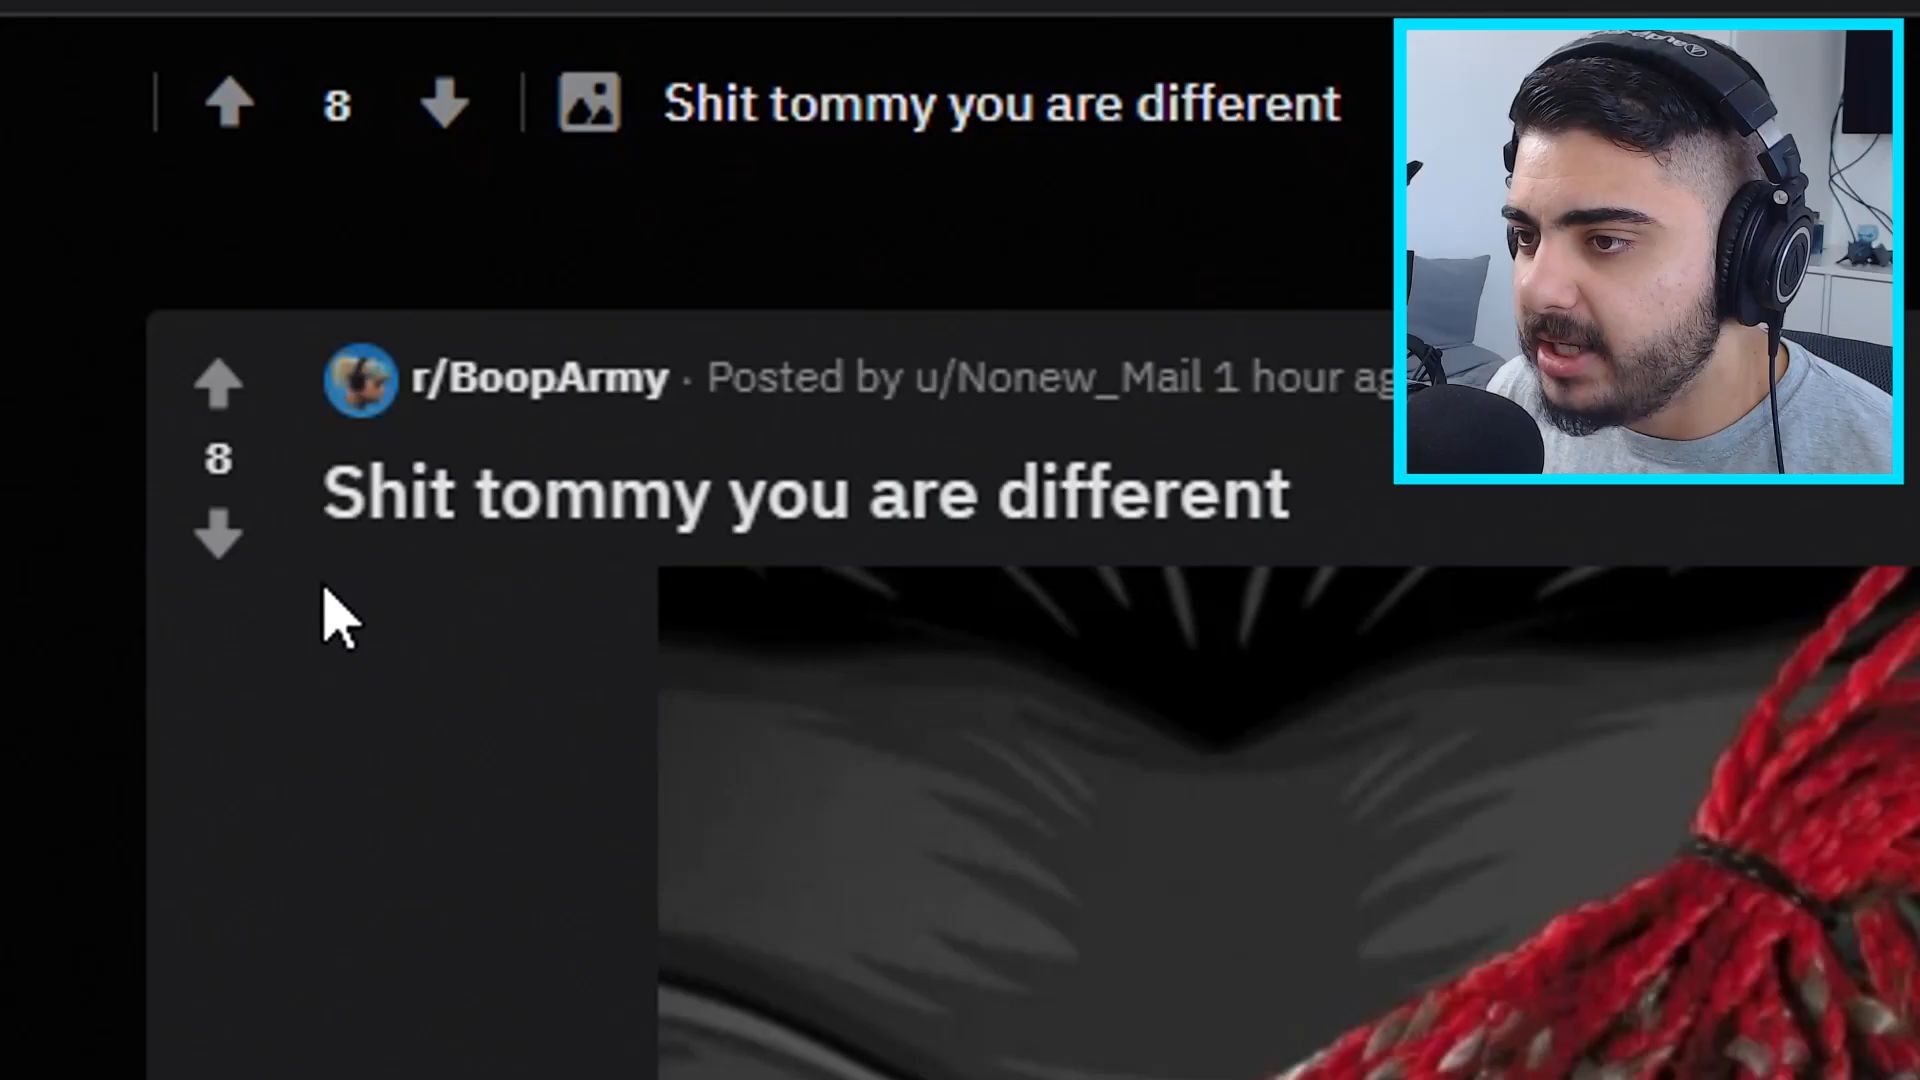 8
Shit tommy you are different
r/BoopArmy · Posted by u/Nonew_Mail 1 hour
8
Shit tommy you are different